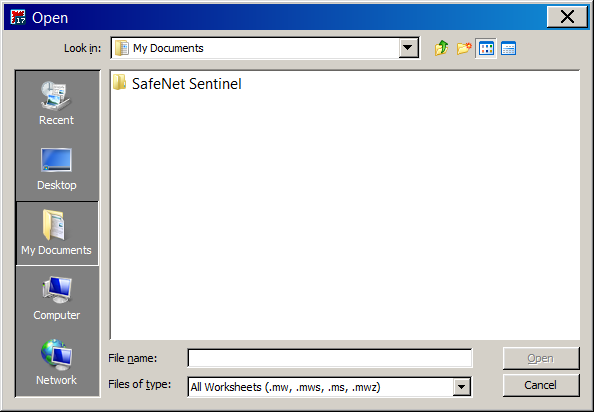 17 Open
Look in: My Documents
SafeNet Sentinel
Recent
Desktop
My Documents
Computer
Network
File name:
Open
Files of type: All Worksheets (.mw, .mws, .ms, .mwz)
Cancel